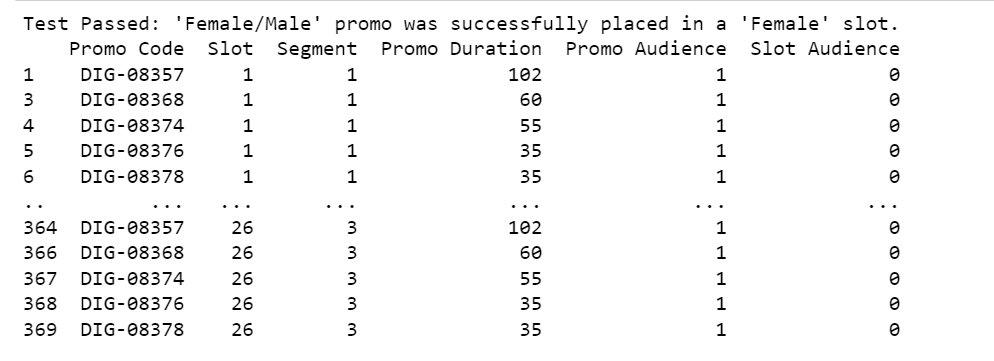 Test Passed: 'Female/Male' promo was successfully placed in a 'Female' slot.
Promo Code Slot Segment Promo Duration Promo Audience Slot Audience
1 DIG-08357 1 1 102 1 0
3 DIG-08368 1 1 60 1 0
4 DIG-08374 1 1 55 1 0
5 DIG-08376 1 1 35 1 0
6 DIG-08378 1 1 35 1 0
.. ... ... ... ... ... ...
364 DIG-08357 26 3 102 1 0
366 DIG-08368 26 3 60 1 0
367 DIG-08374 26 3 55 1 0
368 DIG-08376 26 3 35 1 0
369 DIG-08378 26 3 35 1 0